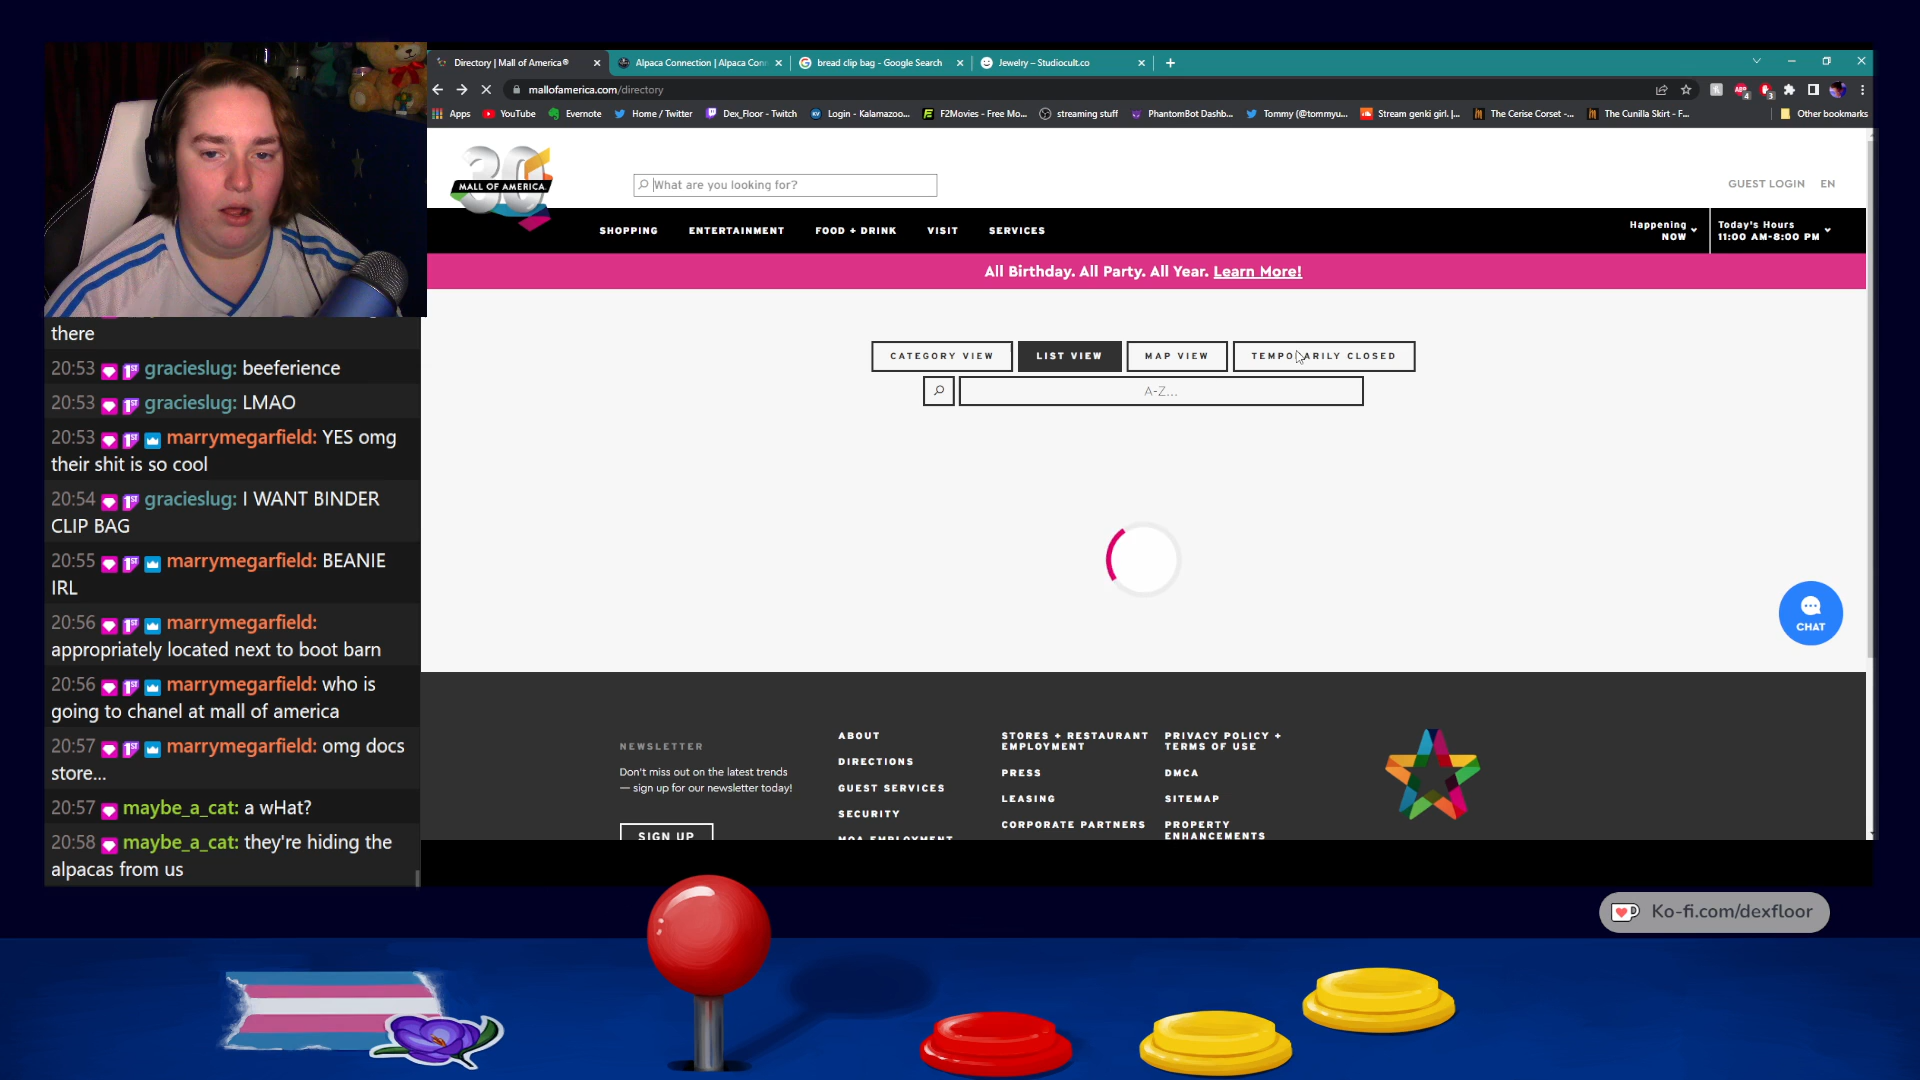 Directory | Mall of America®
Alpaca Connection | Alpaca Conn
bread clip bag - Google Search
Jewelry – Studiocult.co
mallofamerica.com/directory
Apps
YouTube
Evernote
Home / Twitter
Dex_Floor - Twitch
Login - Kalamazoo...
F2Movies - Free Mo...
streaming stuff
PhantomBot Dashb...
Tommy (@tommyu...
Stream genki girl. |...
The Cerise Corset -...
The Cunilla Skirt - F...
Other bookmarks
30
MALL OF AMERICA.
What are you looking for?
GUEST LOGIN EN
SHOPPING ENTERTAINMENT FOOD + DRINK VISIT SERVICES
Happening
NOW
Today's Hours
11:00 AM-8:00 PM
All Birthday. All Party. All Year. Learn More!
CATEGORY VIEW LIST VIEW MAP VIEW TEMPORARILY CLOSED
A-Z...
CHAT
NEWSLETTER
Don't miss out on the latest trends
— sign up for our newsletter today!
SIGN UP
ABOUT
DIRECTIONS
GUEST SERVICES
SECURITY
MOA EMPLOYMENT
STORES + RESTAURANT
EMPLOYMENT
PRESS
LEASING
CORPORATE PARTNERS
PRIVACY POLICY +
TERMS OF USE
DMCA
SITEMAP
PROPERTY
ENHANCEMENTS
there
20:53 gracieslug: beeferience
20:53 gracieslug: LMAO
20:53 marrymegarfield: YES omg
their shit is so cool
20:54 gracieslug: I WANT BINDER
CLIP BAG
20:55 marrymegarfield: BEANIE
IRL
20:56 marrymegarfield:
appropriately located next to boot barn
20:56 marrymegarfield: who is
going to chanel at mall of america
20:57 marrymegarfield: omg docs
store...
20:57 maybe_a_cat: a wHat?
20:58 maybe_a_cat: they're hiding the
alpacas from us
Ko-fi.com/dexfloor